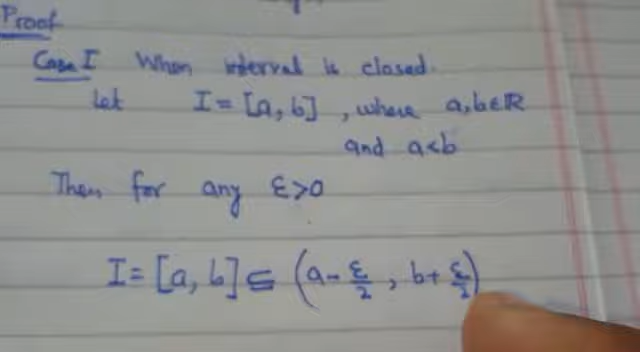 Proof
Case I When interval is closed.
Let I = [a, b] , where a, b ∈ ℝ
and a < b
Then for any ε > 0
I = [a, b] ⊆ (a - ε/2 , b + ε/2)